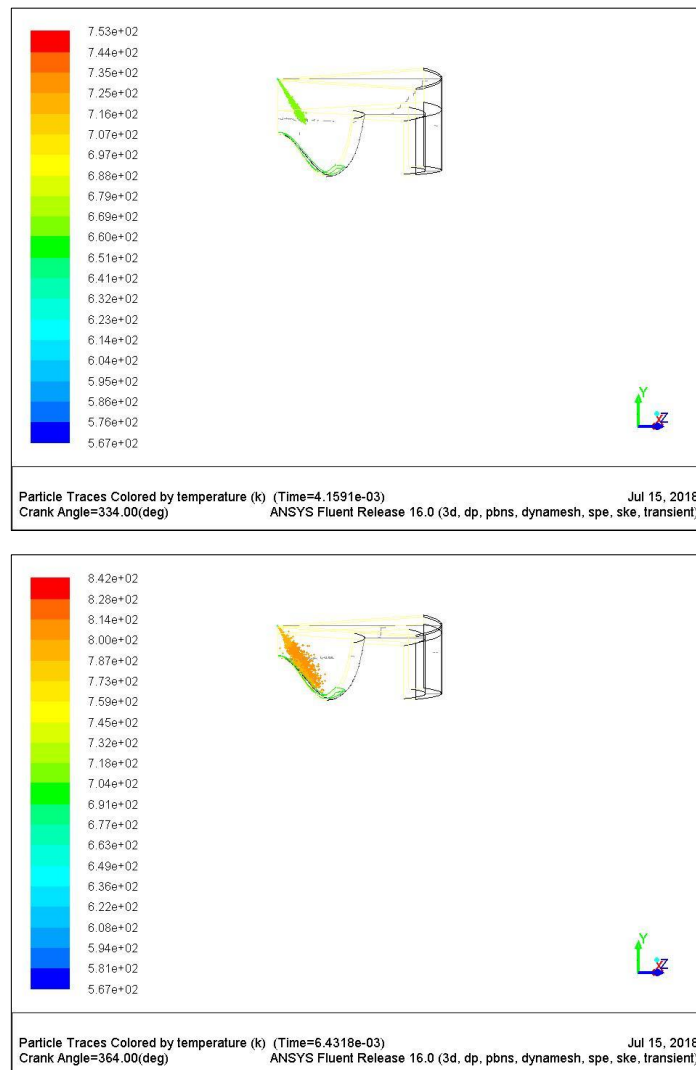 7.53e+02
7.44e+02
7.35e+02
7.25e+02
7.16e+02
7.07e+02
6.97e+02
6.88e+02
6.79e+02
6.69e+02
6.60e+02
6.51e+02
6.41e+02
6.32e+02
6.23e+02
6.14e+02
6.04e+02
5.95e+02
5.86e+02
5.76e+02
5.67e+02
Y
X Z
Particle Traces Colored by temperature (k) (Time=4.1591e-03) Jul 15, 2018
Crank Angle=334.00(deg) ANSYS Fluent Release 16.0 (3d, dp, pbns, dynamesh, spe, ske, transient)
8.42e+02
8.28e+02
8.14e+02
8.00e+02
7.87e+02
7.73e+02
7.59e+02
7.45e+02
7.32e+02
7.18e+02
7.04e+02
6.91e+02
6.77e+02
6.63e+02
6.49e+02
6.36e+02
6.22e+02
6.08e+02
5.94e+02
5.81e+02
5.67e+02
Y
X Z
Particle Traces Colored by temperature (k) (Time=6.4318e-03) Jul 15, 2018
Crank Angle=364.00(deg) ANSYS Fluent Release 16.0 (3d, dp, pbns, dynamesh, spe, ske, transient)